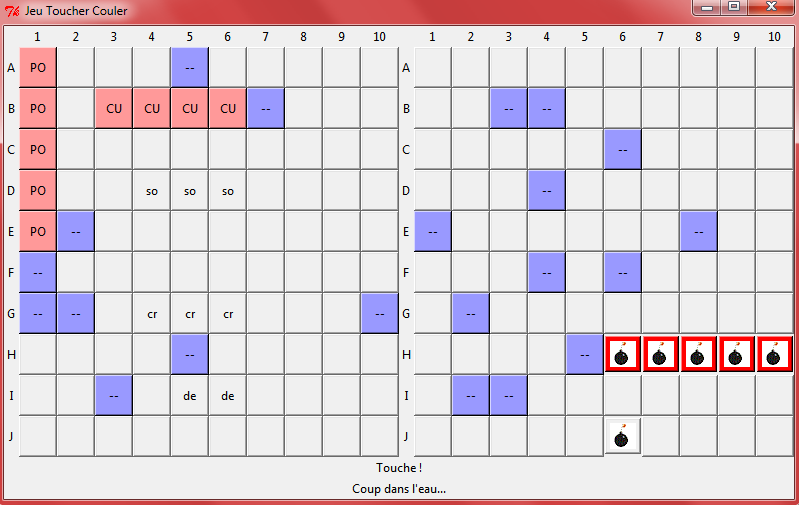 Jeu Toucher Couler
1 2 3 4 5 6 7 8 9 10 1 2 3 4 5 6 7 8 9 10
A PO -- A
B PO CU CU CU CU -- B -- --
C PO C --
D PO so so so D --
E PO -- E -- --
F -- F -- --
G -- -- cr cr cr -- G --
H -- H --
I -- de de I -- --
J J
Touche !
Coup dans l'eau...